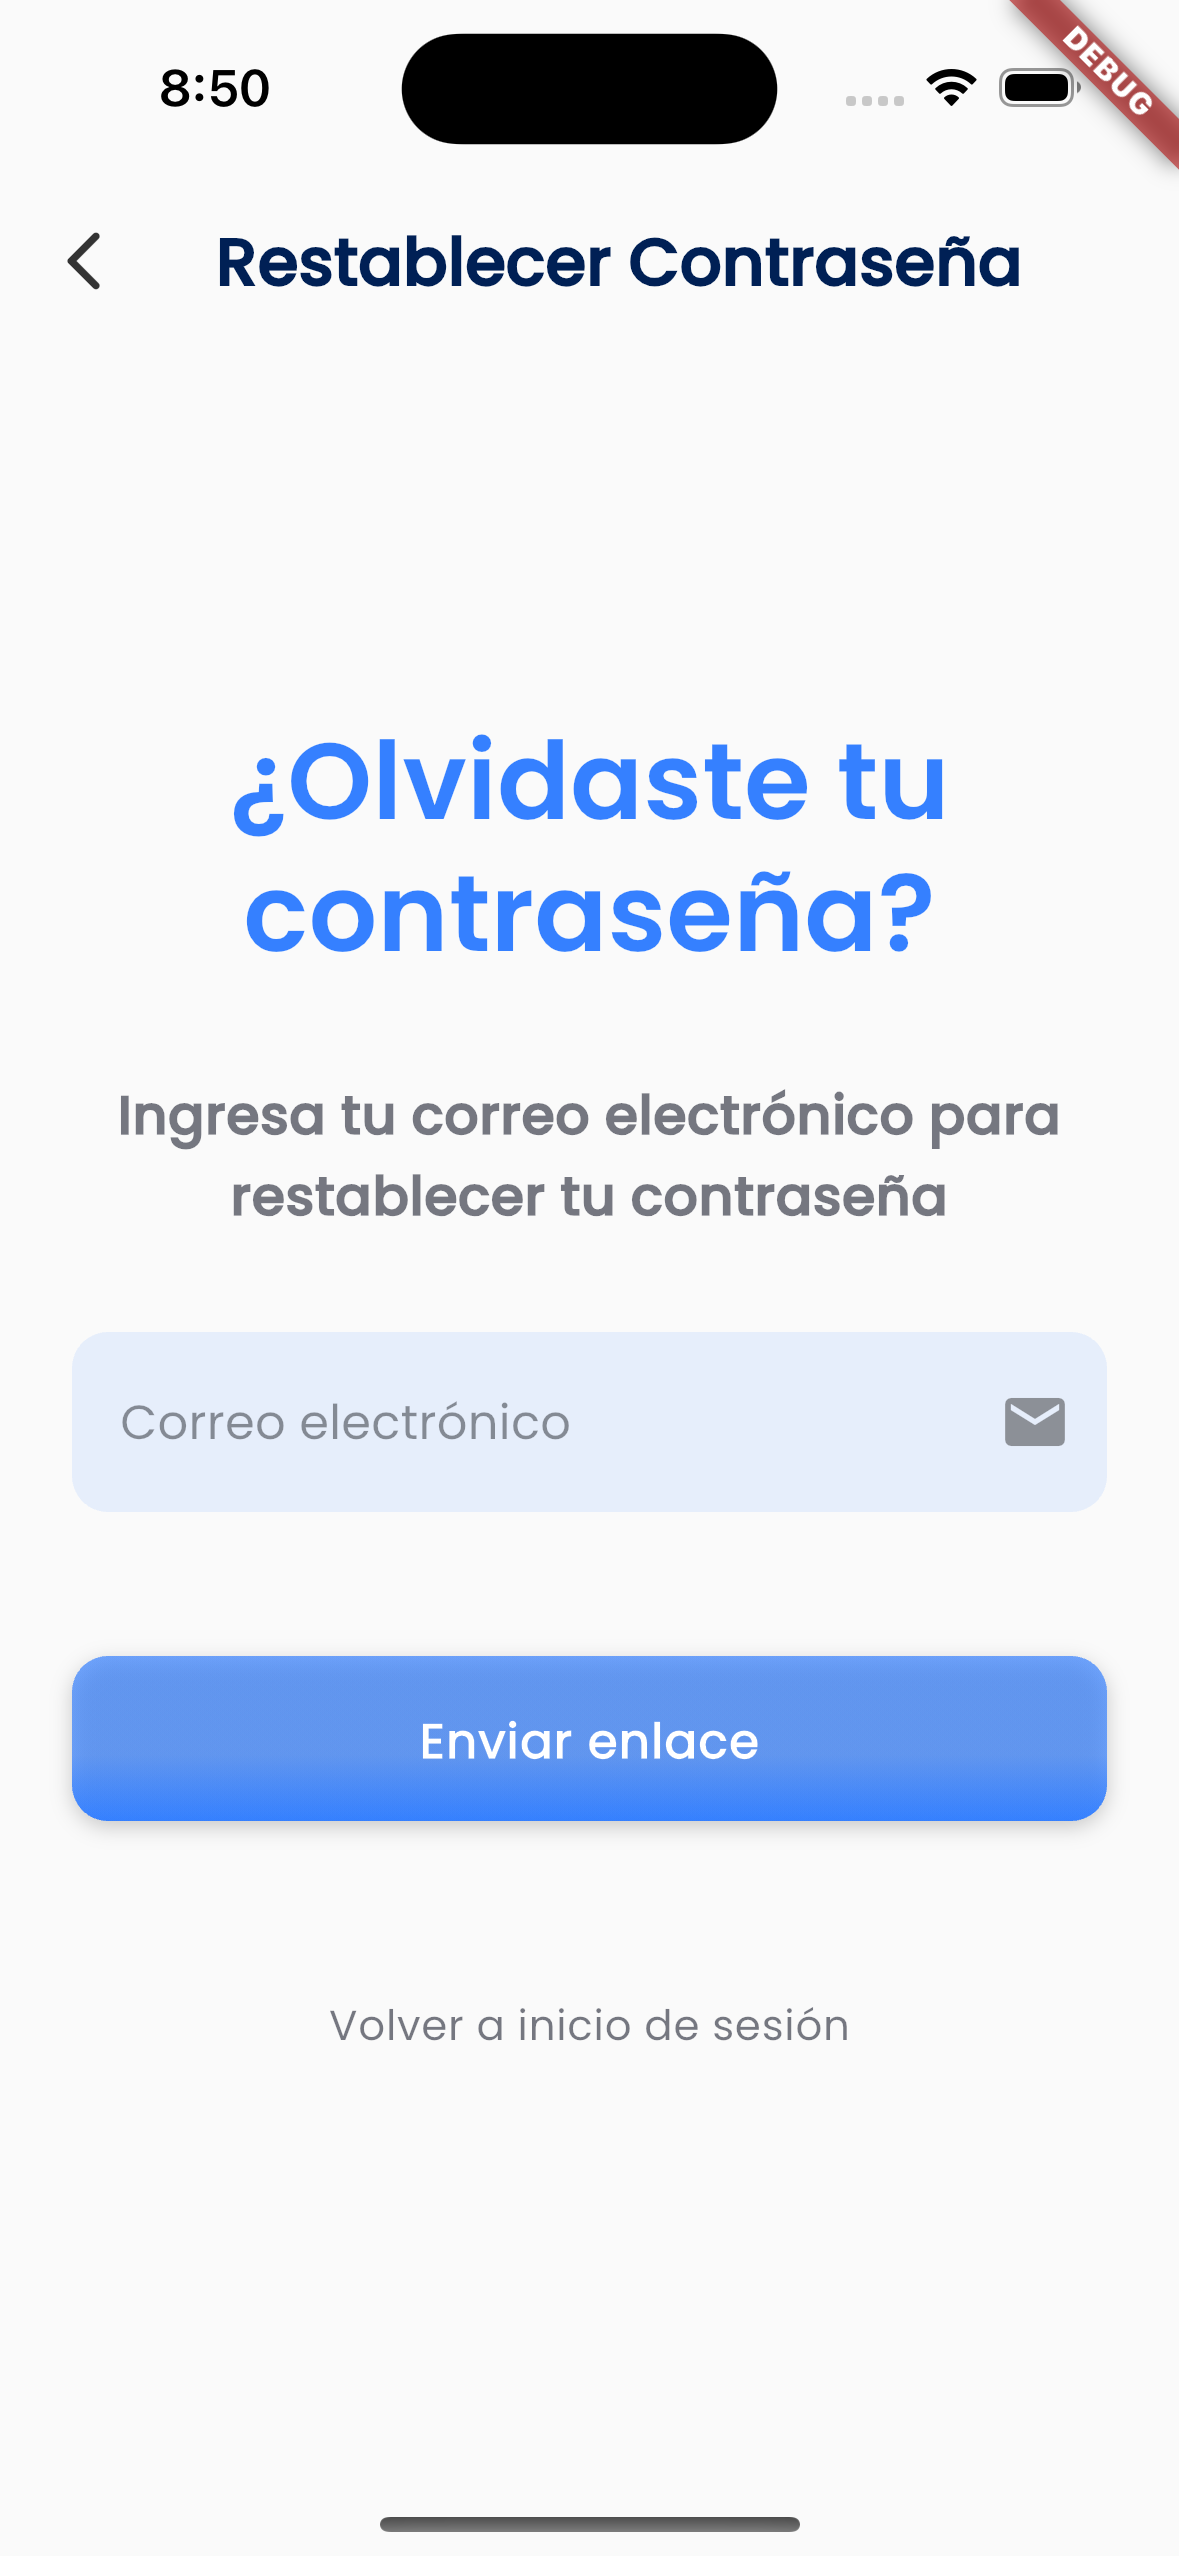 8:50
DEBUG
Restablecer Contraseña
¿Olvidaste tu
contraseña?
Ingresa tu correo electrónico para
restablecer tu contraseña
Correo electrónico
Enviar enlace
Volver a inicio de sesión